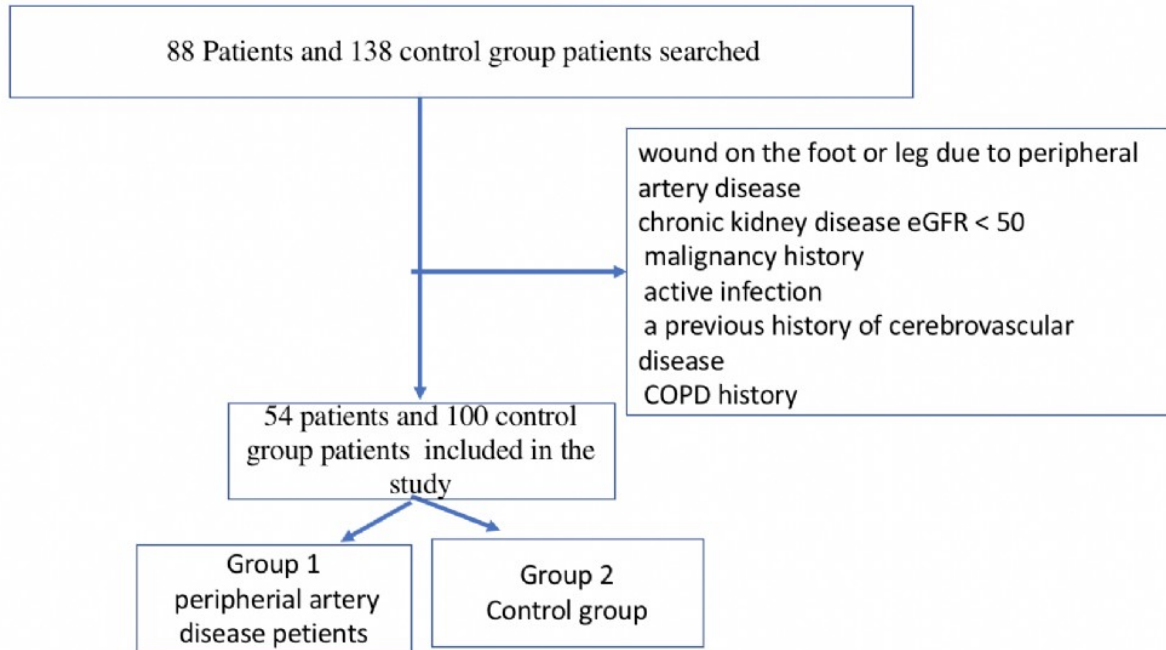 88 Patients and 138 control group patients searched
wound on the foot or leg due to peripheral
artery disease
chronic kidney disease eGFR < 50
malignancy history
active infection
a previous history of cerebrovascular
disease
COPD history
54 patients and 100 control
group patients included in the
study
Group 1
peripherial artery
disease petients
Group 2
Control group